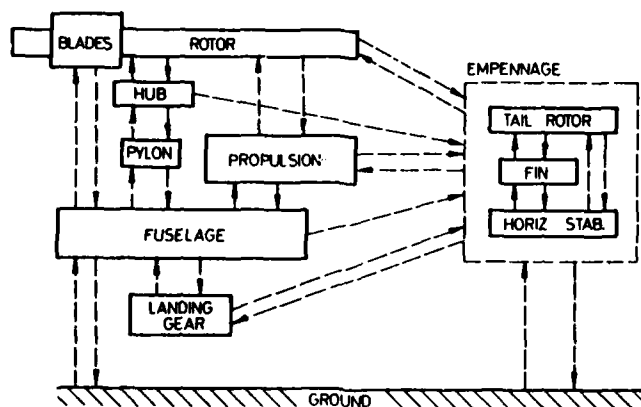 BLADES
ROTOR
EMPENNAGE
HUB
TAIL ROTOR
PYLON
PROPULSION
FIN
FUSELAGE
HORIZ STAB.
LANDING
GEAR
GROUND